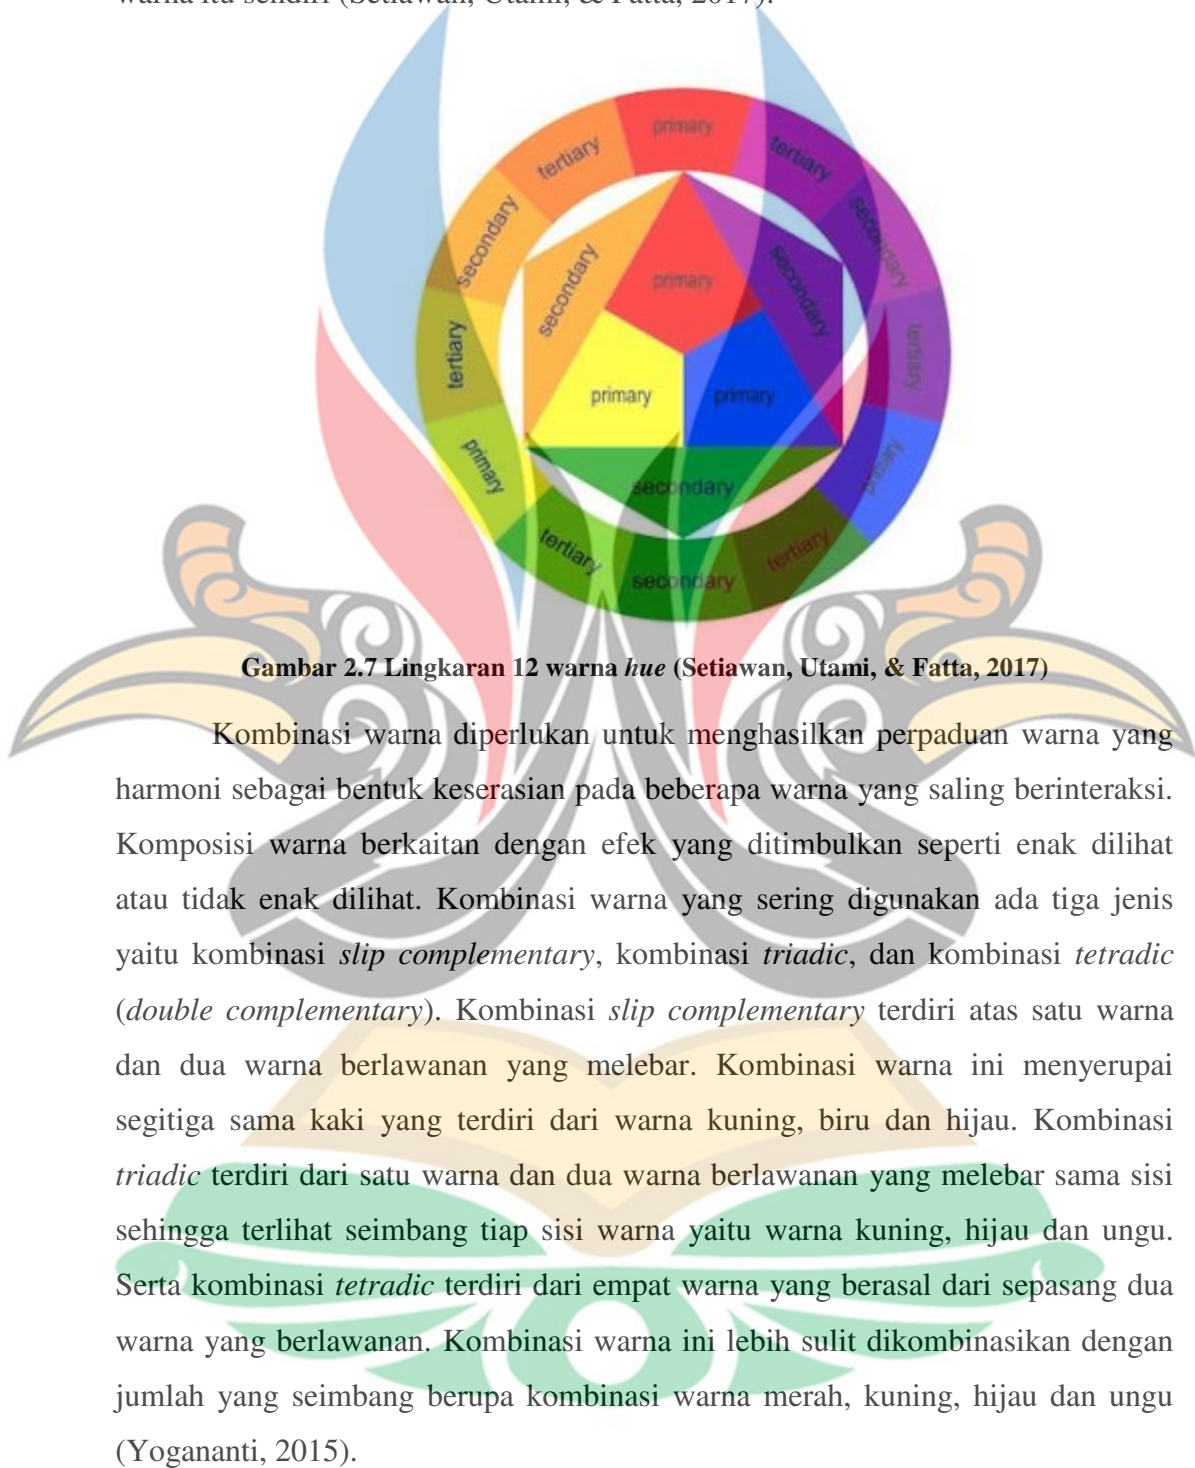 warna itu sendiri (Setiawan, Utami, & Fatta, 2017).
primary
tertiary
tertiary
secondary
secondary
secondary
primary
secondary
tertiary
tertiary
primary
primary
primary
primary
secondary
tertiary
tertiary
secondary
Gambar 2.7 Lingkaran 12 warna hue (Setiawan, Utami, & Fatta, 2017)
Kombinasi warna diperlukan untuk menghasilkan perpaduan warna yang
harmoni sebagai bentuk keserasian pada beberapa warna yang saling berinteraksi.
Komposisi warna berkaitan dengan efek yang ditimbulkan seperti enak dilihat
atau tidak enak dilihat. Kombinasi warna yang sering digunakan ada tiga jenis
yaitu kombinasi slip complementary, kombinasi triadic, dan kombinasi tetradic
(double complementary). Kombinasi slip complementary terdiri atas satu warna
dan dua warna berlawanan yang melebar. Kombinasi warna ini menyerupai
segitiga sama kaki yang terdiri dari warna kuning, biru dan hijau. Kombinasi
triadic terdiri dari satu warna dan dua warna berlawanan yang melebar sama sisi
sehingga terlihat seimbang tiap sisi warna yaitu warna kuning, hijau dan ungu.
Serta kombinasi tetradic terdiri dari empat warna yang berasal dari sepasang dua
warna yang berlawanan. Kombinasi warna ini lebih sulit dikombinasikan dengan
jumlah yang seimbang berupa kombinasi warna merah, kuning, hijau dan ungu
(Yogananti, 2015).